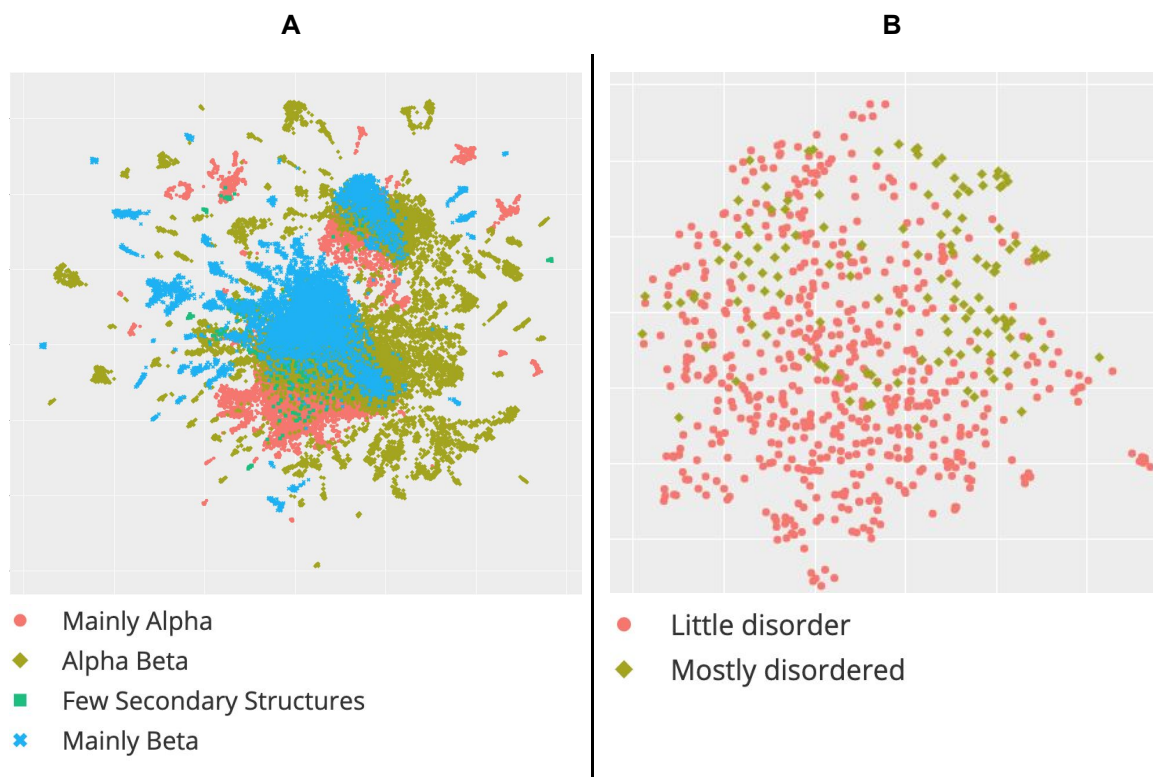 A
B
Mainly Alpha
Alpha Beta
Few Secondary Structures
Mainly Beta
Little disorder
Mostly disordered